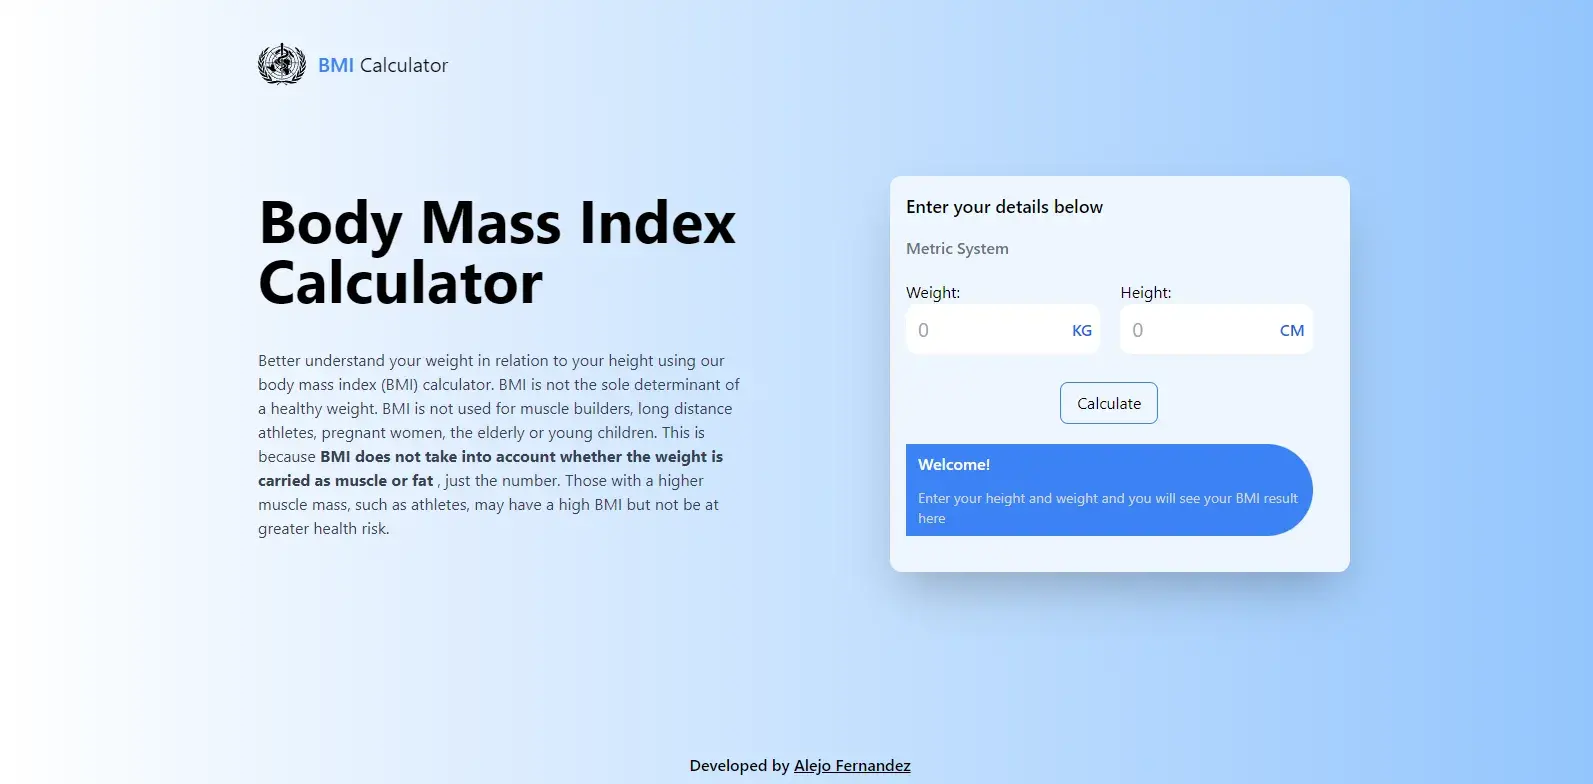 BMI Calculator
Body Mass Index
Calculator
Better understand your weight in relation to your height using our
body mass index (BMI) calculator. BMI is not the sole determinant of
a healthy weight. BMI is not used for muscle builders, long distance
athletes, pregnant women, the elderly or young children. This is
because BMI does not take into account whether the weight is
carried as muscle or fat , just the number. Those with a higher
muscle mass, such as athletes, may have a high BMI but not be at
greater health risk.
Enter your details below
Metric System
Weight: Height:
0 KG 0 CM
Calculate
Welcome!
Enter your height and weight and you will see your BMI result
here
Developed by Alejo Fernandez